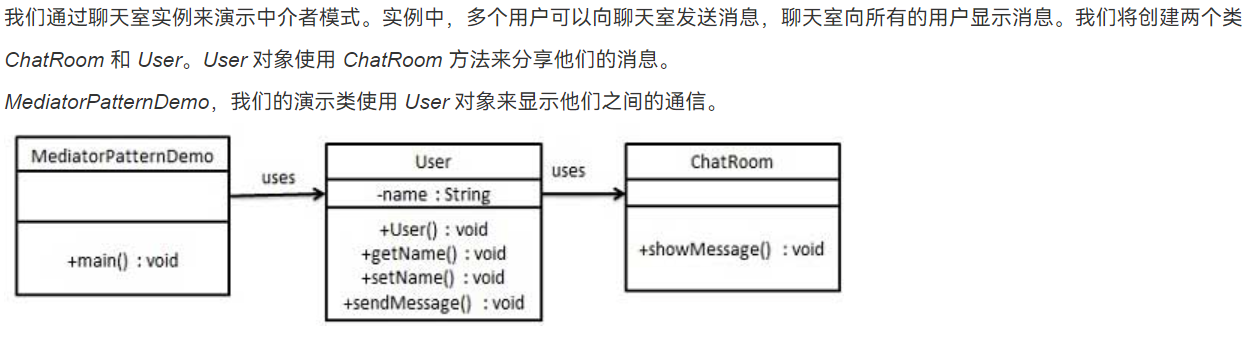 我们通过聊天室实例来演示中介者模式。实例中，多个用户可以向聊天室发送消息，聊天室向所有的用户显示消息。我们将创建两个类
ChatRoom 和 User。User 对象使用 ChatRoom 方法来分享他们的消息。
MediatorPatternDemo，我们的演示类使用 User 对象来显示他们之间的通信。
MediatorPatternDemo
+main() : void
uses
User
-name : String
+User() : void
+getName() : void
+setName() : void
+sendMessage() : void
uses
ChatRoom
+showMessage() : void